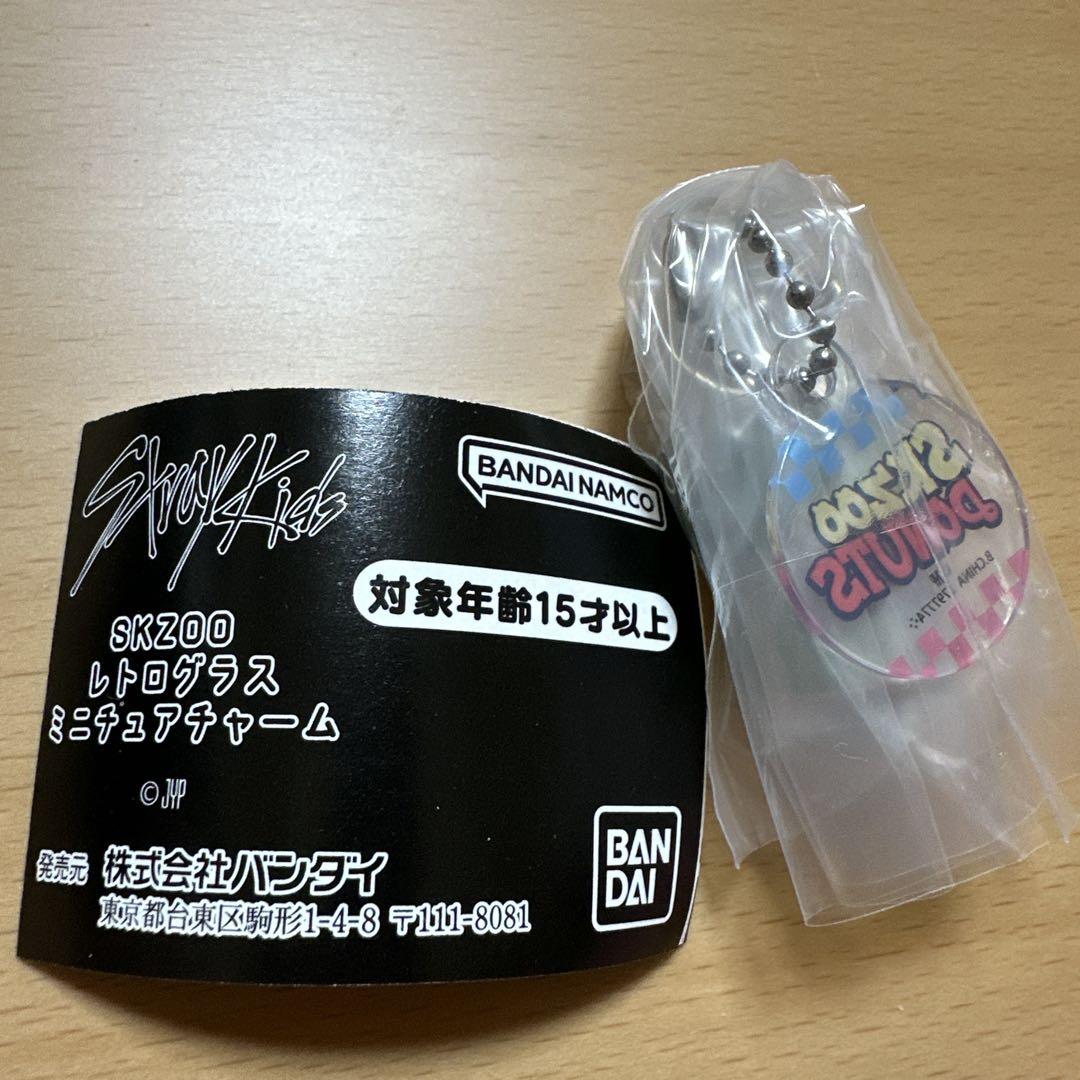 Stray Kids
BANDAI NAMCO
対象年齢15才以上
SKZOO
レトログラス
ミニチュアチャーム
©JYP
発売元 株式会社バンダイ
東京都台東区駒形1-4-8 〒111-8081
BAN
DAI
SKZOO
DONUTS
B.CHINA